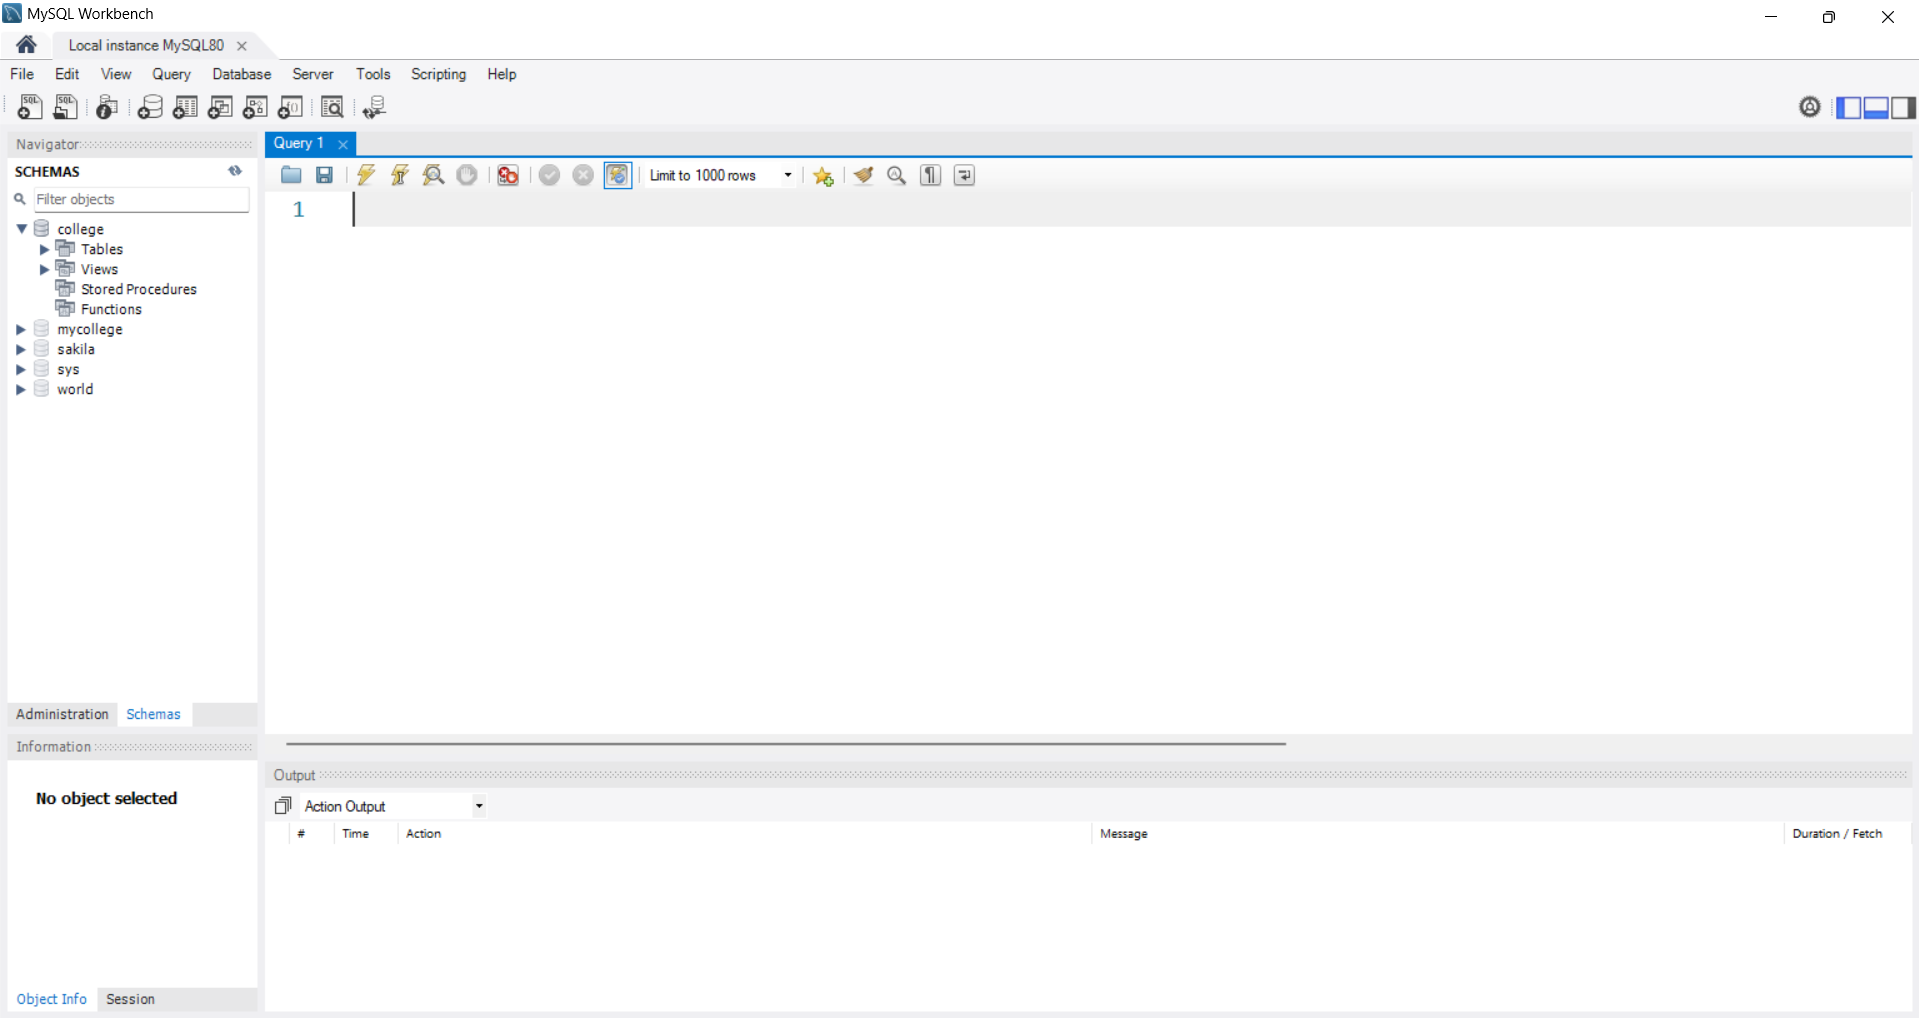 MySQL Workbench
Local instance MySQL80
File Edit View Query Database Server Tools Scripting Help
Navigator
SCHEMAS
Filter objects
college
Tables
Views
Stored Procedures
Functions
mycollege
sakila
sys
world
Administration Schemas
Information
No object selected
Object Info Session
Query 1
Limit to 1000 rows
1
Output
Action Output
# Time Action Message Duration / Fetch